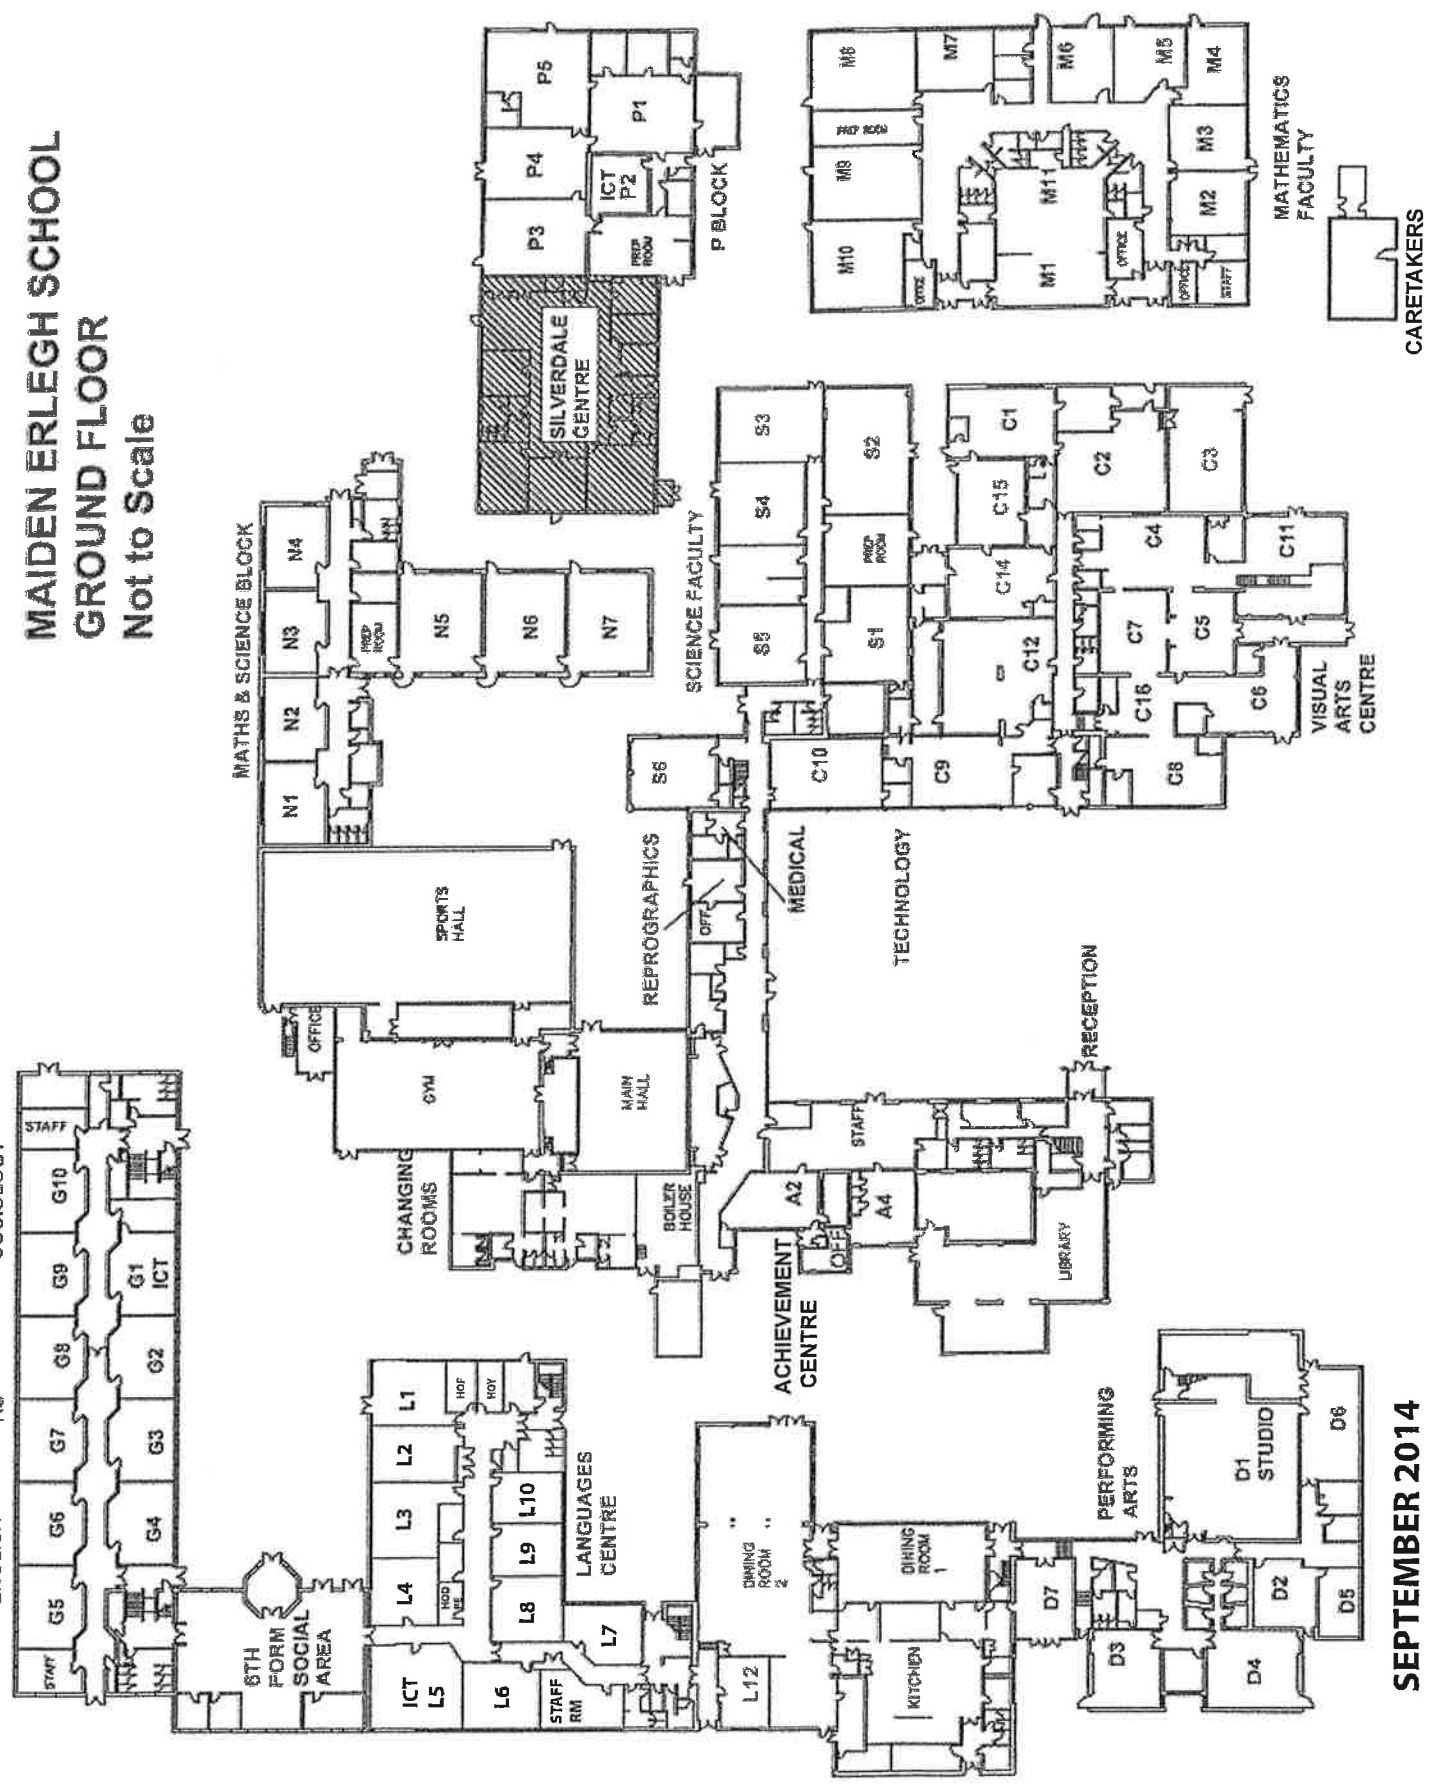 MAIDEN ERLEGH SCHOOL
GROUND FLOOR
Not to Scale
STAFF
G5
G6
G7
G8
G9
G10
STAFF
G4
G3
G2
G1
ICT
6TH
FORM
SOCIAL
AREA
OFFICE
GYM
SPORTS
HALL
MAIN
HALL
CHANGING
ROOMS
BOILER
HOUSE
MATHS & SCIENCE BLOCK
N1
N2
N3
N4
PREP
ROOM
N5
N6
N7
SILVERDALE
CENTRE
P3
P4
P5
PREP
ROOM
ICT
P2
P1
P BLOCK
ICT
L5
L4
L3
L2
L1
HOD
HOF
HOY
L6
STAFF
RM
L8
L9
L10
L7
LANGUAGES
CENTRE
L12
DINING
ROOM
2
KITCHEN
DINING
ROOM
1
ACHIEVEMENT
CENTRE
A2
A4
OFF
STAFF
LIBRARY
RECEPTION
REPROGRAPHICS
OFF
MEDICAL
TECHNOLOGY
SCIENCE FACULTY
S6
S5
S4
S3
S1
PREP
ROOM
S2
C10
C9
C12
C14
C15
C1
C2
C3
C4
C11
C7
C5
C16
C6
C8
VISUAL
ARTS
CENTRE
M10
M9
PREP ROOM
M8
M7
M6
M5
M4
M3
M2
M1
M11
OFFICE
OFFICE
OFFICE
STAFF
MATHEMATICS
FACULTY
CARETAKERS
PERFORMING
ARTS
D7
D3
D4
D2
D5
D1
STUDIO
D6
SEPTEMBER 2014